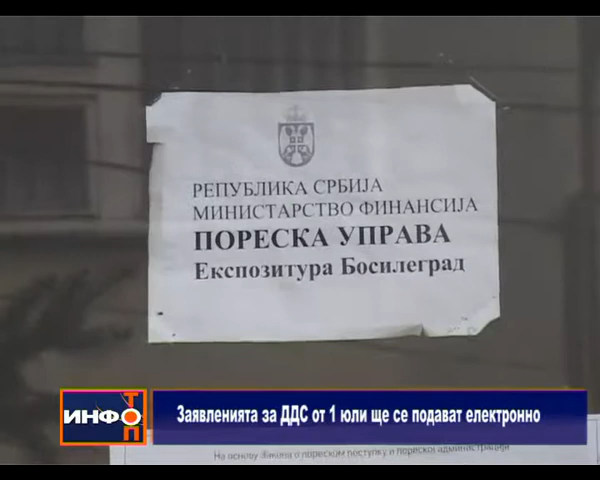 РЕПУБЛИКА СРБИЈА
МИНИСТАРСТВО ФИНАНСИЈА
ПОРЕСКА УПРАВА
Експозитура Босилеград
ИНФО
ТОП
Заявленията за ДДС от 1 юли ще се подават електронно
На основу Закона о пореском поступку и пореској администрацији